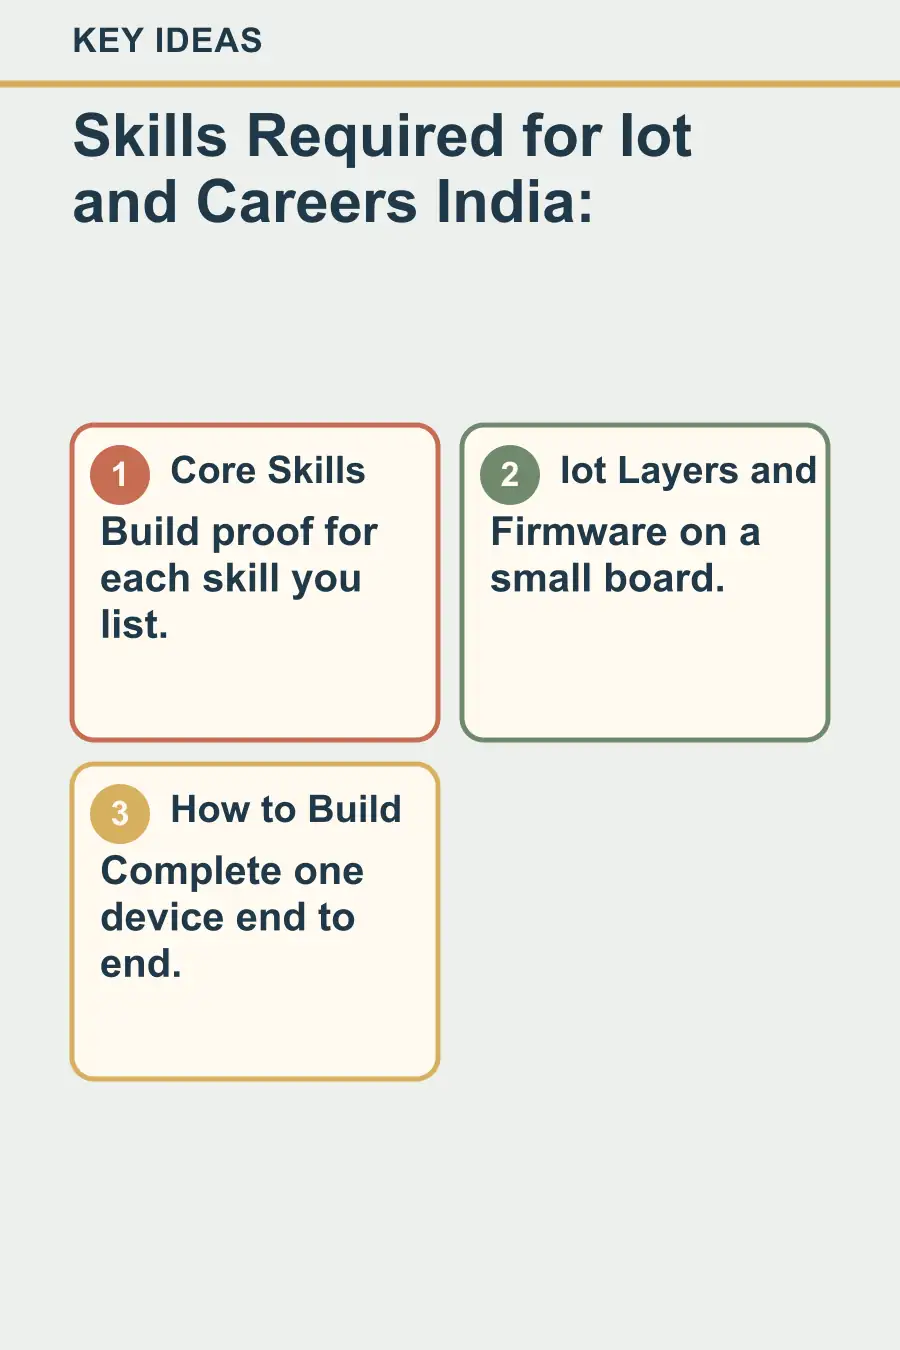 KEY IDEAS
Skills Required for Iot
and Careers India:
1 Core Skills
Build proof for
each skill you
list.
2 Iot Layers and
Firmware on a
small board.
3 How to Build
Complete one
device end to
end.